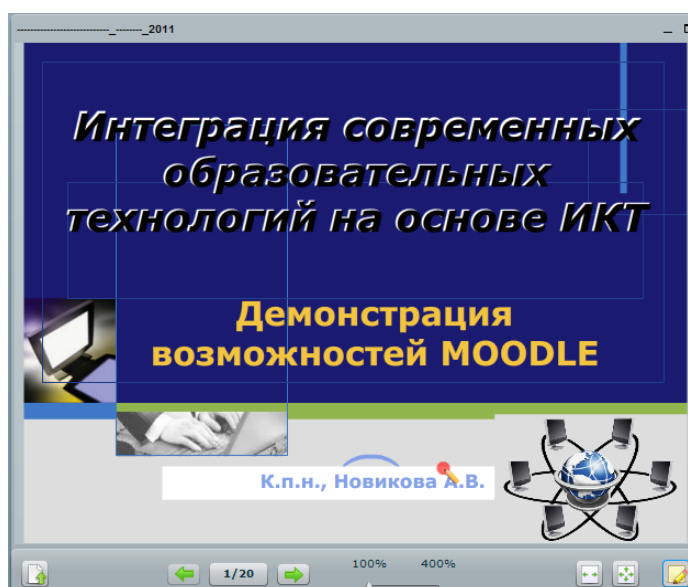 ---------------------------_--------_2011
Интеграция современных
образовательных
технологий на основе ИКТ
Демонстрация
возможностей MOODLE
К.п.н., Новикова А.В.
1/20
100%
400%